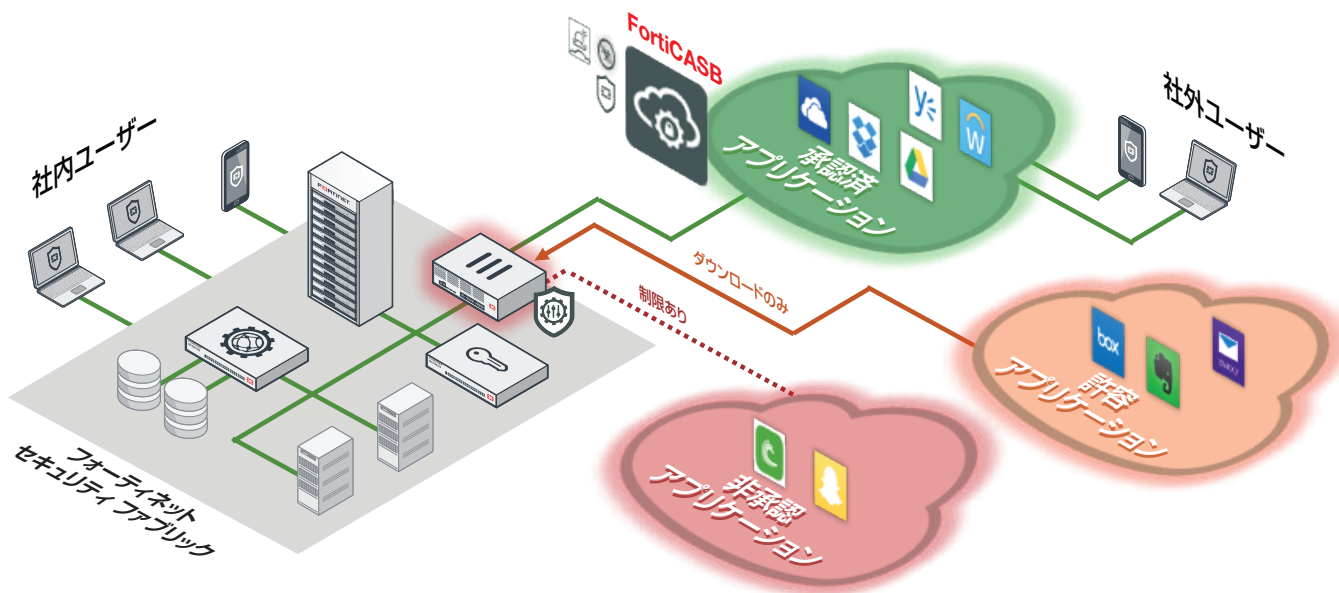 FortiCASB
社内ユーザー
社外ユーザー
FORTINET
承認済
アプリケーション
W
ダウンロードのみ
制限あり
box
許容
アプリケーション
非承認
アプリケーション
フォーティネット
セキュリティ ファブリック